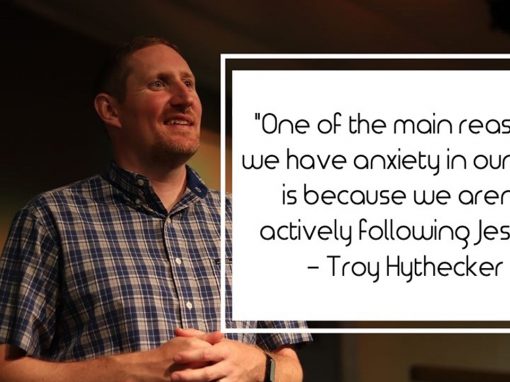 "One of the main reas
we have anxiety in our
is because we aren
actively following Jes
- Troy Hythecker